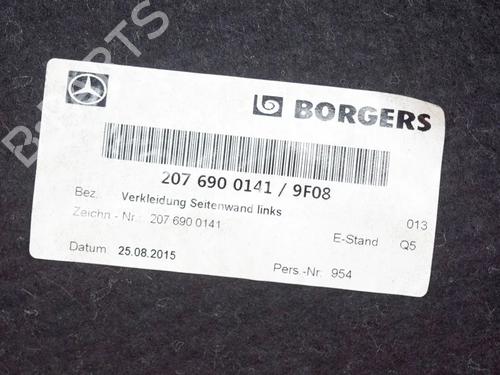 BORGERS
207 690 0141 / 9F08
Bez. Verkleidung Seitenwand links
Zeichn - Nr.: 207 690 0141
013
E-Stand Q5
Datum: 25.08.2015
Pers.-Nr: 954
PARTS